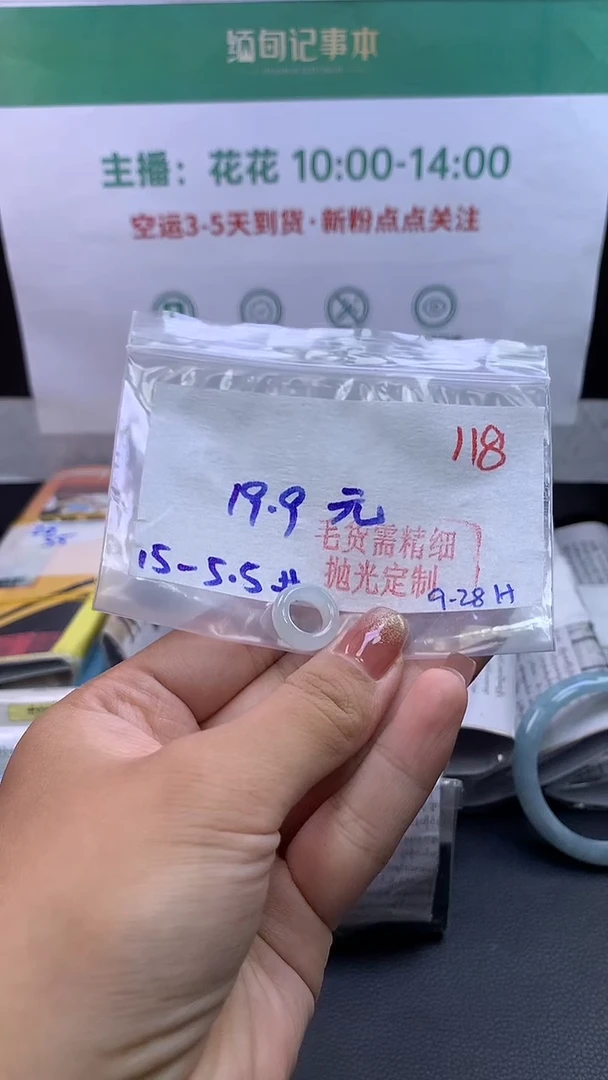 缅甸记事本
主播：花花 10:00-14:00
空运3-5天到货·新粉点点关注
118
19.9 元
毛货需精细
抛光定制
15-5.5
9-28 H